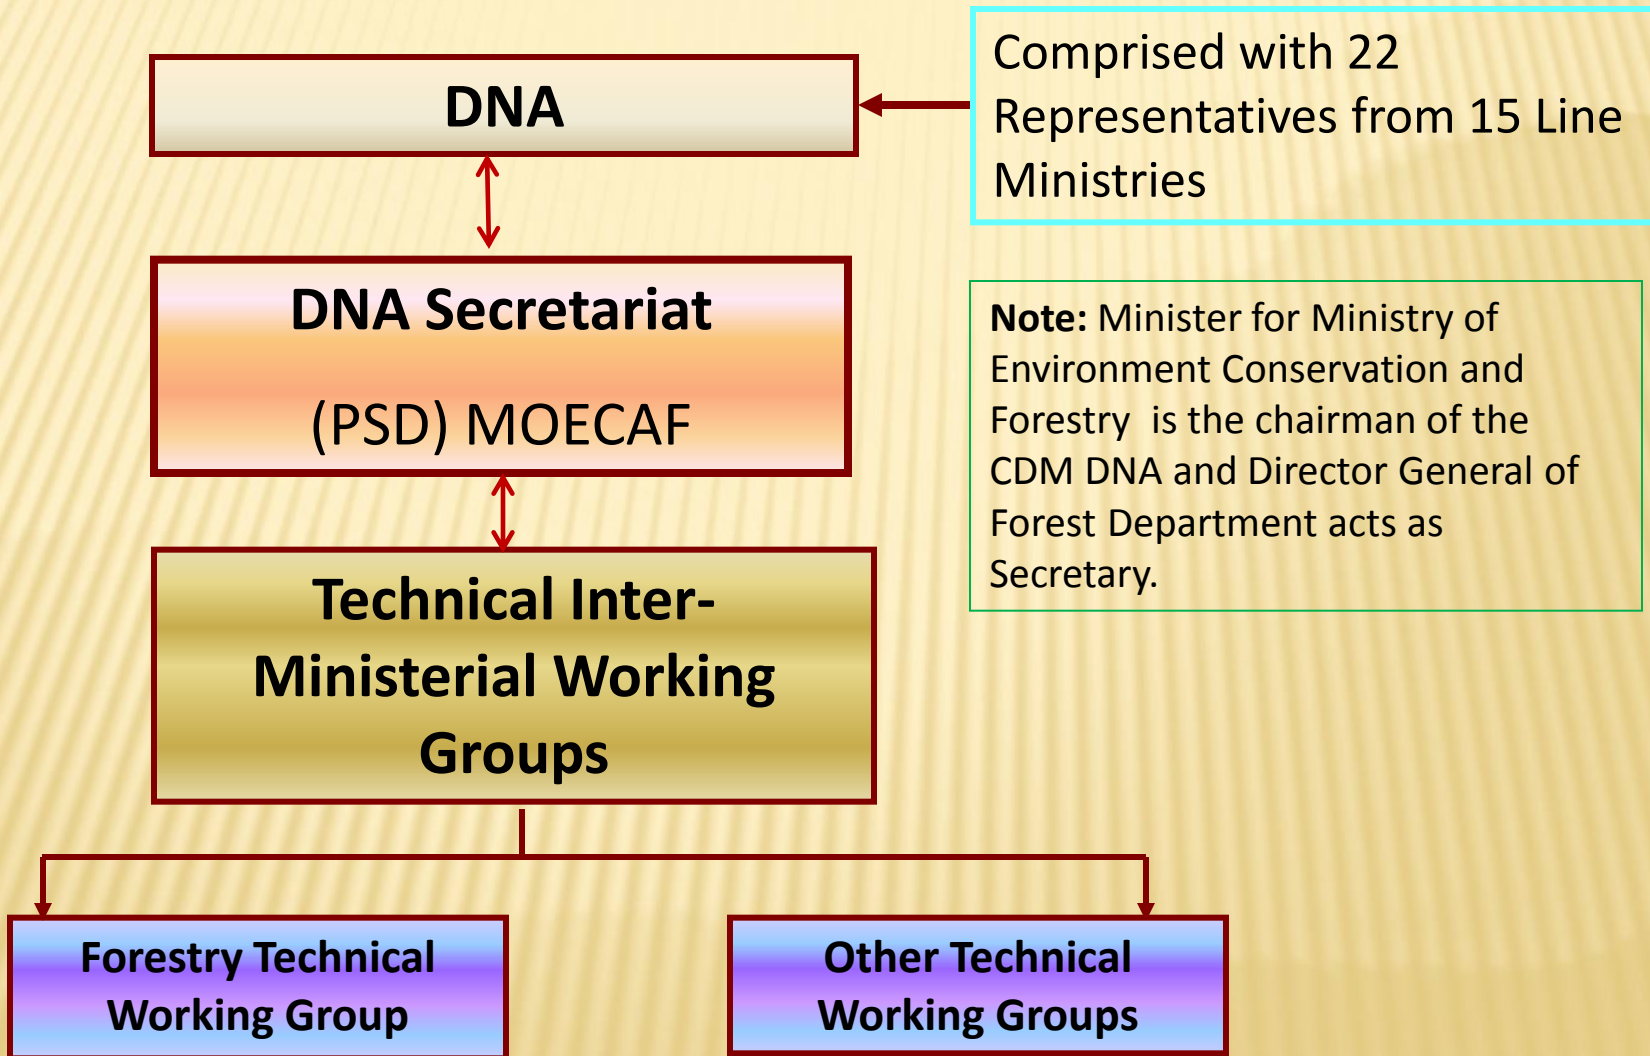 DNA
Comprised with 22
Representatives from 15 Line
Ministries
DNA Secretariat
(PSD) MOECAF
Note: Minister for Ministry of
Environment Conservation and
Forestry is the chairman of the
CDM DNA and Director General of
Forest Department acts as
Secretary.
Technical Inter-
Ministerial Working
Groups
Forestry Technical
Working Group
Other Technical
Working Groups